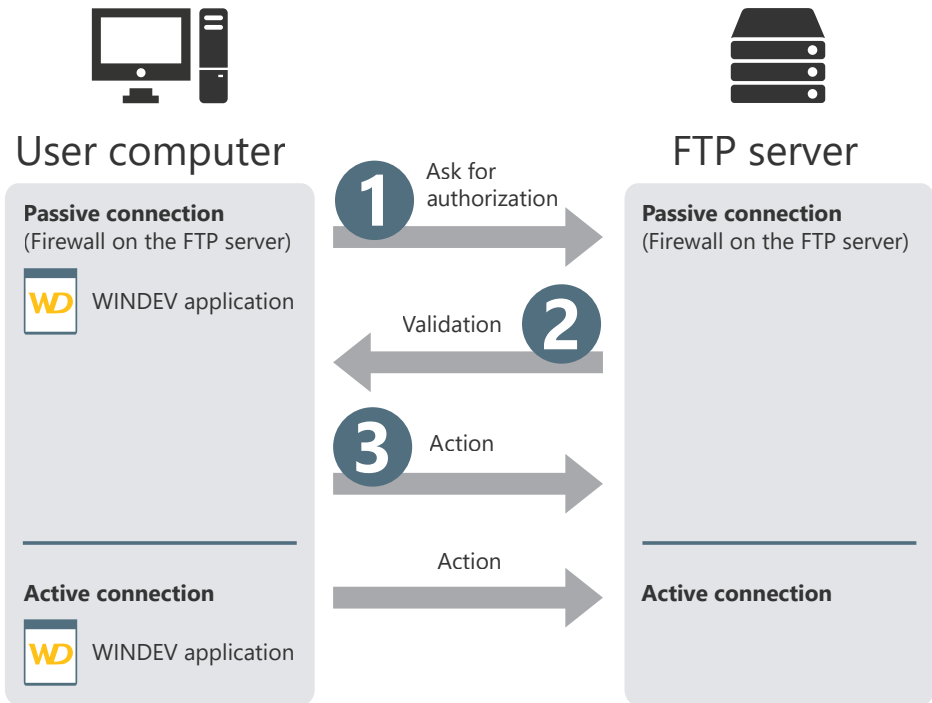 User computer
FTP server
Passive connection
(Firewall on the FTP server)
WD
WINDEV application
1
Ask for
authorization
Passive connection
(Firewall on the FTP server)
Validation
2
3
Action
Action
Active connection
WD
WINDEV application
Active connection